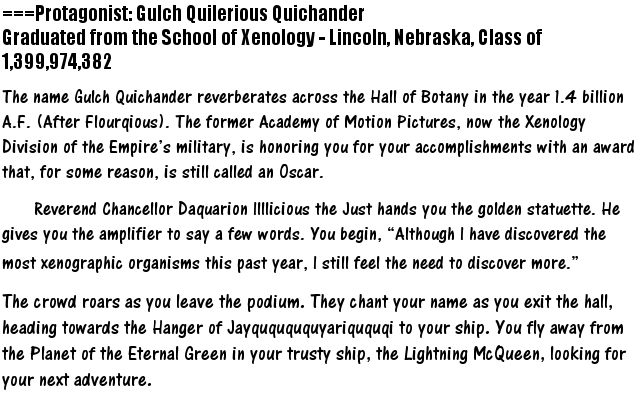 ===Protagonist: Gulch Quilerious Quichander
Graduated from the School of Xenology - Lincoln, Nebraska, Class of
1,399,974,382
The name Gulch Quichander reverberates across the Hall of Botany in the year 1.4 billion
A.F. (After Flourqious). The former Academy of Motion Pictures, now the Xenology
Division of the Empire's military, is honoring you for your accomplishments with an award
that, for some reason, is still called an Oscar.
Reverend Chancellor Daquarion Illlicious the Just hands you the golden statuette. He
gives you the amplifier to say a few words. You begin, “Although I have discovered the
most xenographic organisms this past year, I still feel the need to discover more.”
The crowd roars as you leave the podium. They chant your name as you exit the hall,
heading towards the Hanger of Jayququququyariququqi to your ship. You fly away from
the Planet of the Eternal Green in your trusty ship, the Lightning McQueen, looking for
your next adventure.